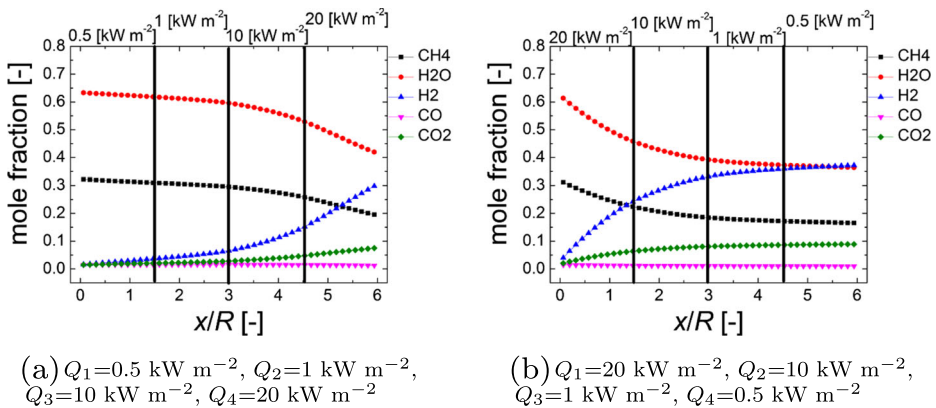 1 [kW m⁻²]
20 [kW m⁻²]
0.5 [kW m⁻²]
10 [kW m⁻²]
0.8
0.7
0.6
0.5
0.4
0.3
0.2
0.1
0.0
mole fraction [-]
CH4
H2O
H2
CO
CO2
0 1 2 3 4 5 6
x/R [-]
(a) Q₁=0.5 kW m⁻², Q₂=1 kW m⁻²,
Q₃=10 kW m⁻², Q₄=20 kW m⁻²
10 [kW m⁻²]
0.5 [kW m⁻²]
20 [kW m⁻²]
1 [kW m⁻²]
0.8
0.7
0.6
0.5
0.4
0.3
0.2
0.1
0.0
mole fraction [-]
CH4
H2O
H2
CO
CO2
0 1 2 3 4 5 6
x/R [-]
(b) Q₁=20 kW m⁻², Q₂=10 kW m⁻²,
Q₃=1 kW m⁻², Q₄=0.5 kW m⁻²